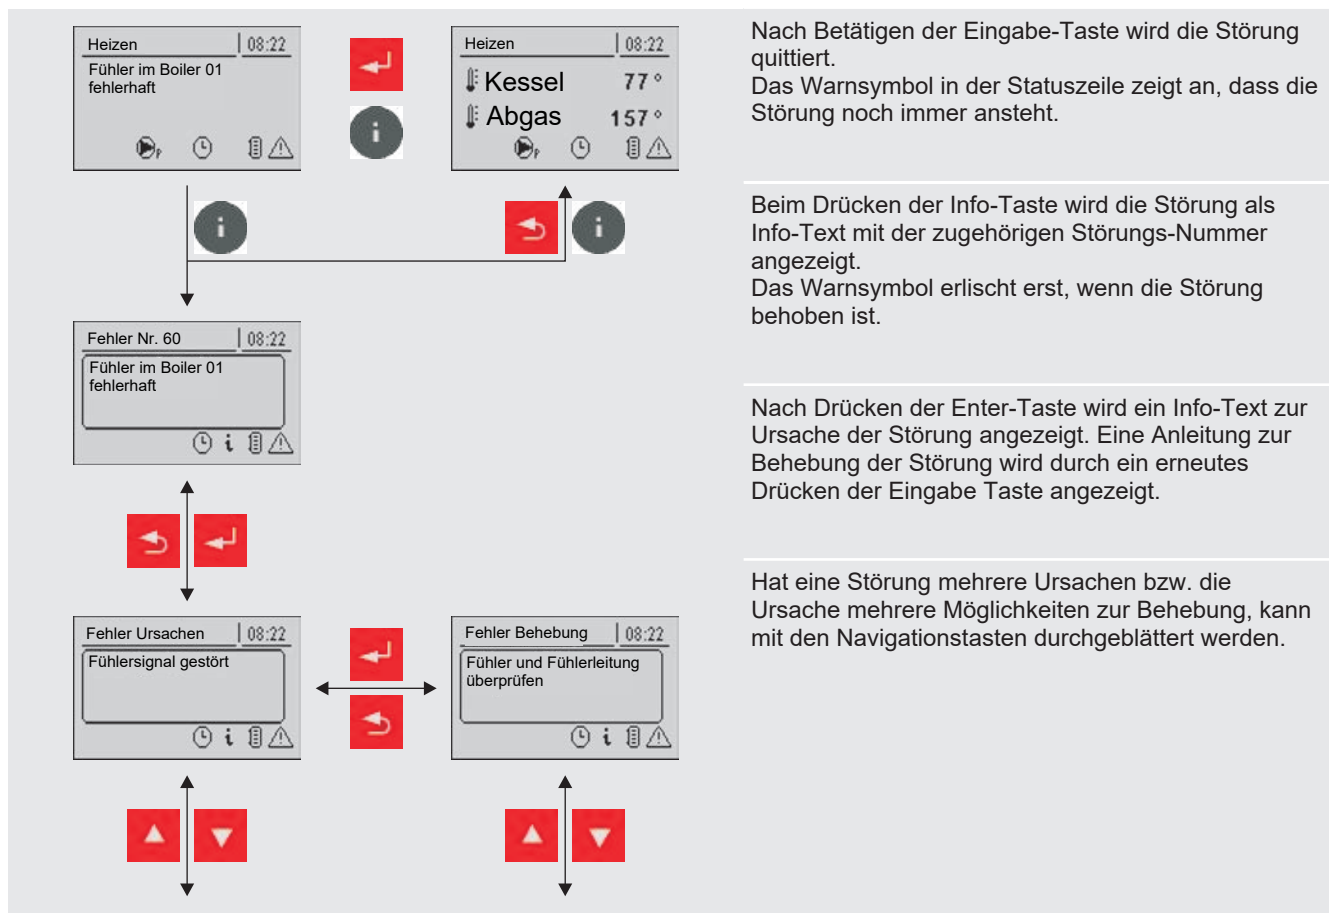 Heizen 08:22
Fühler im Boiler 01
fehlerhaft
P
i
Heizen 08:22
Kessel 77°
Abgas 157°
P
Nach Betätigen der Eingabe-Taste wird die Störung
quittiert.
Das Warnsymbol in der Statuszeile zeigt an, dass die
Störung noch immer ansteht.
i
i
Beim Drücken der Info-Taste wird die Störung als
Info-Text mit der zugehörigen Störungs-Nummer
angezeigt.
Das Warnsymbol erlischt erst, wenn die Störung
behoben ist.
Fehler Nr. 60 08:22
Fühler im Boiler 01
fehlerhaft
i
Nach Drücken der Enter-Taste wird ein Info-Text zur
Ursache der Störung angezeigt. Eine Anleitung zur
Behebung der Störung wird durch ein erneutes
Drücken der Eingabe Taste angezeigt.
Fehler Ursachen 08:22
Fühlersignal gestört
i
Fehler Behebung 08:22
Fühler und Fühlerleitung
überprüfen
i
Hat eine Störung mehrere Ursachen bzw. die
Ursache mehrere Möglichkeiten zur Behebung, kann
mit den Navigationstasten durchgeblättert werden.